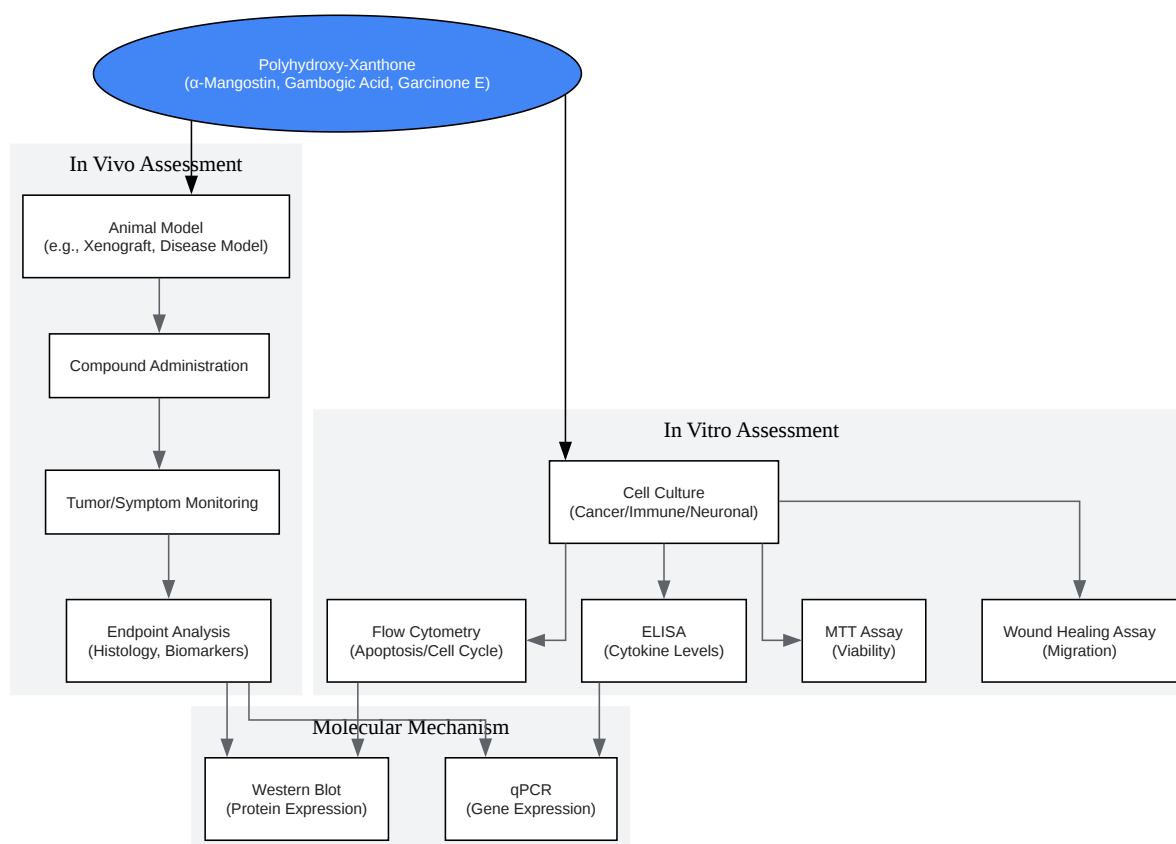 Polyhydroxy-Xanthone
(α-Mangostin, Gambogic Acid, Garcinone E)
In Vivo Assessment
Animal Model
(e.g., Xenograft, Disease Model)
Compound Administration
Tumor/Symptom Monitoring
Endpoint Analysis
(Histology, Biomarkers)
In Vitro Assessment
Cell Culture
(Cancer/Immune/Neuronal)
Flow Cytometry
(Apoptosis/Cell Cycle)
ELISA
(Cytokine Levels)
MTT Assay
(Viability)
Wound Healing Assay
(Migration)
Molecular Mechanism
Western Blot
(Protein Expression)
qPCR
(Gene Expression)